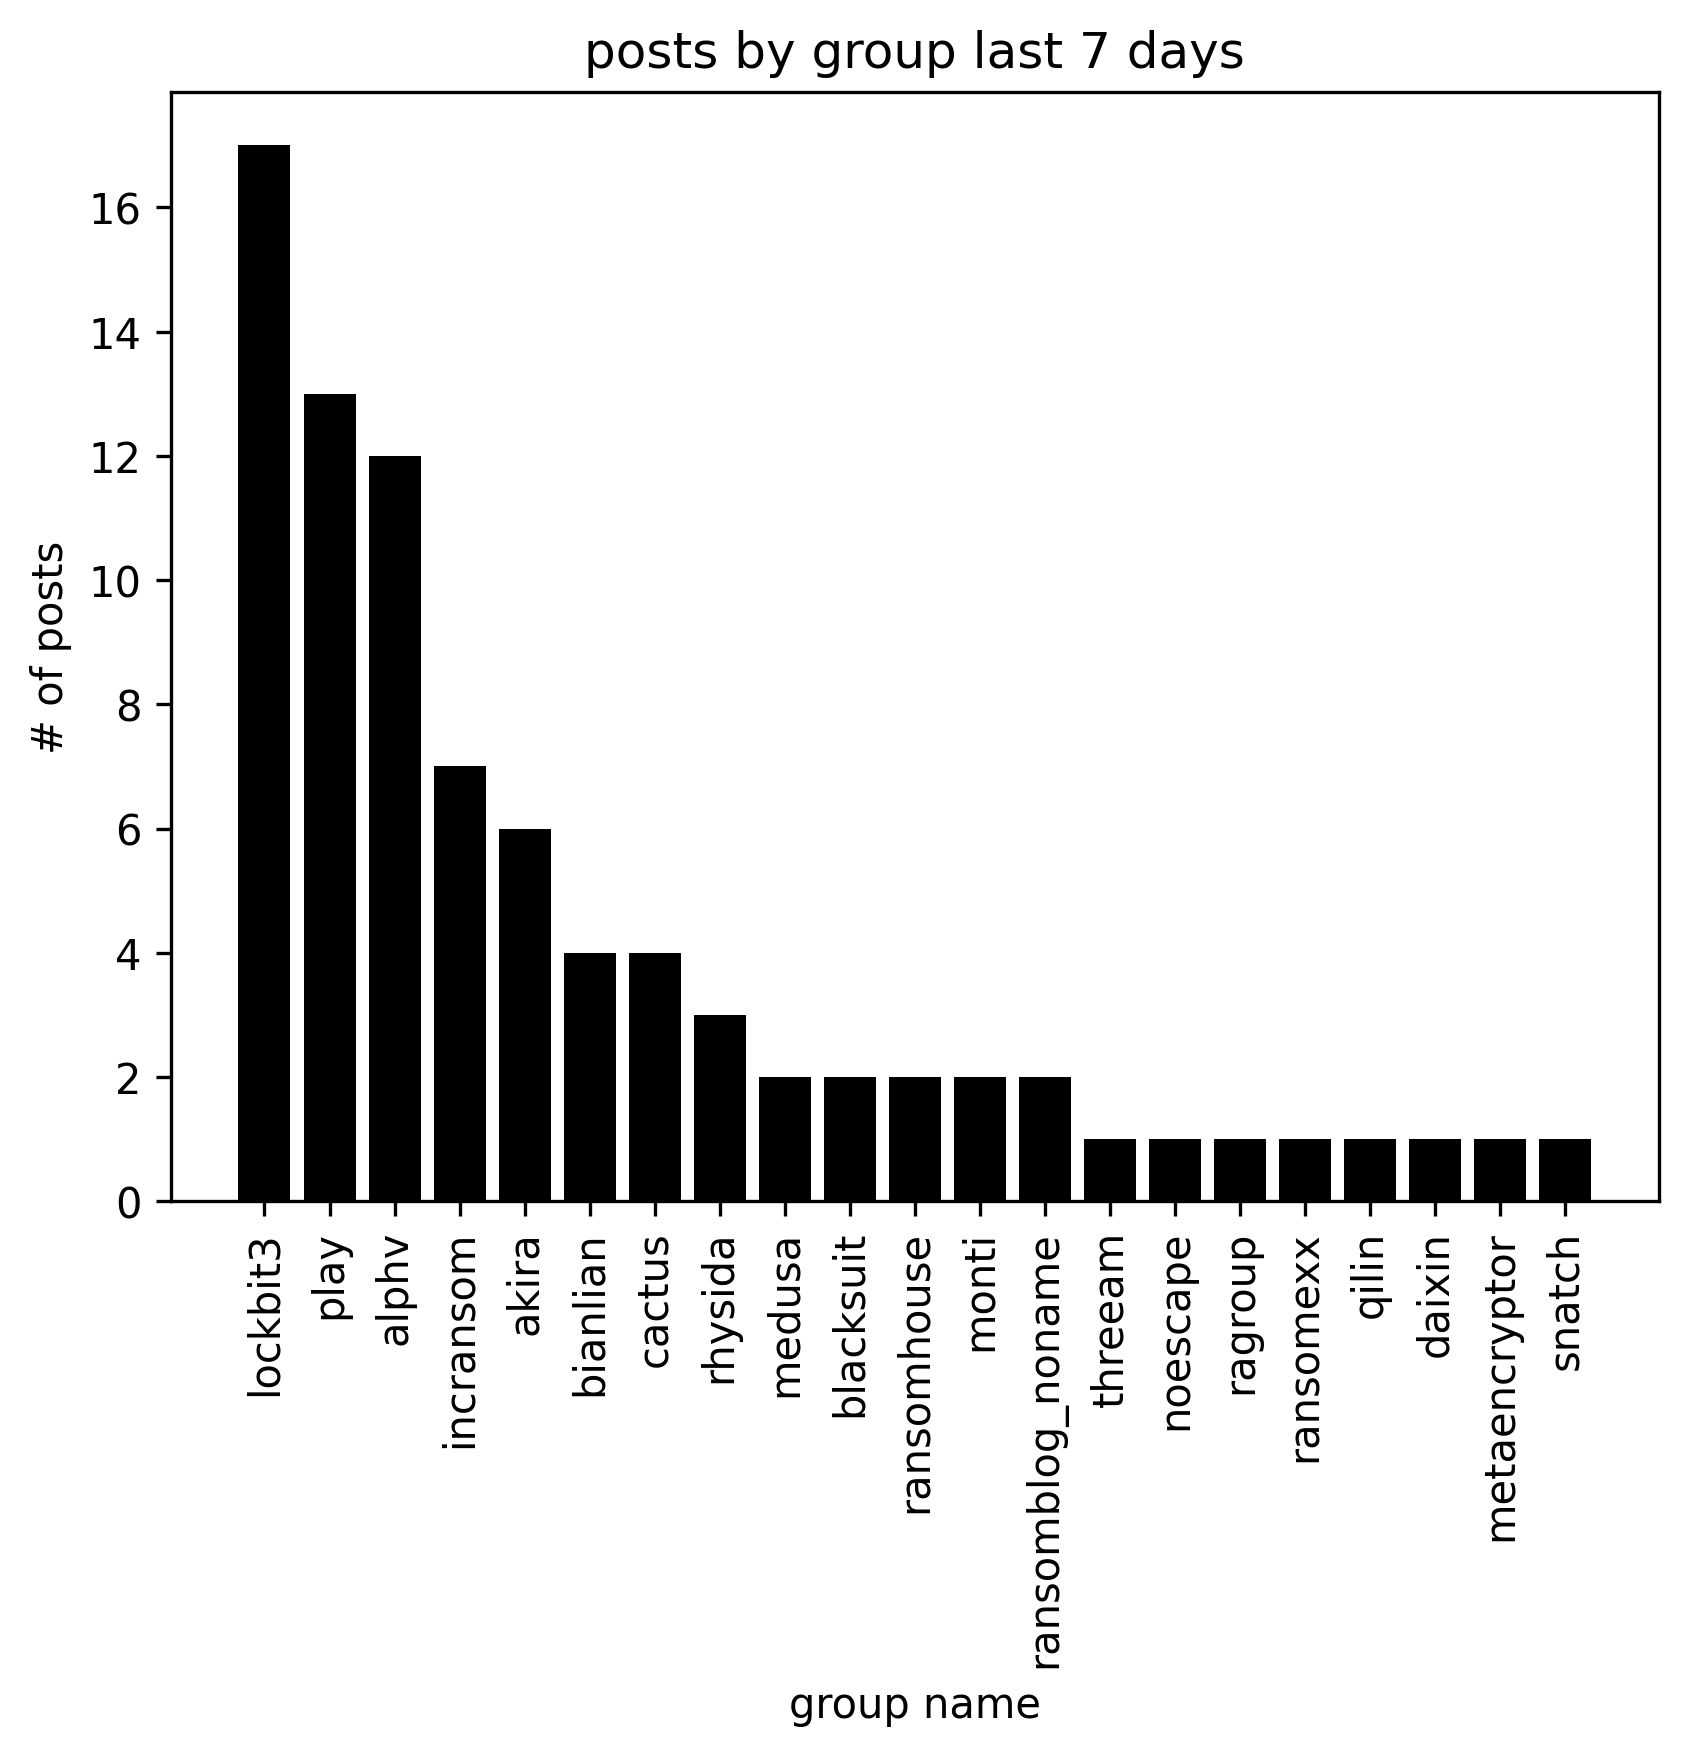 posts by group last 7 days
# of posts
16
14
12
10
8
6
4
2
0
lockbit3
play
alphv
incransom
akira
bianlian
cactus
rhysida
medusa
blacksuit
ransomhouse
monti
ransomblog_noname
threeam
noescape
ragroup
ransomexx
qilin
daixin
metaencryptor
snatch
group name